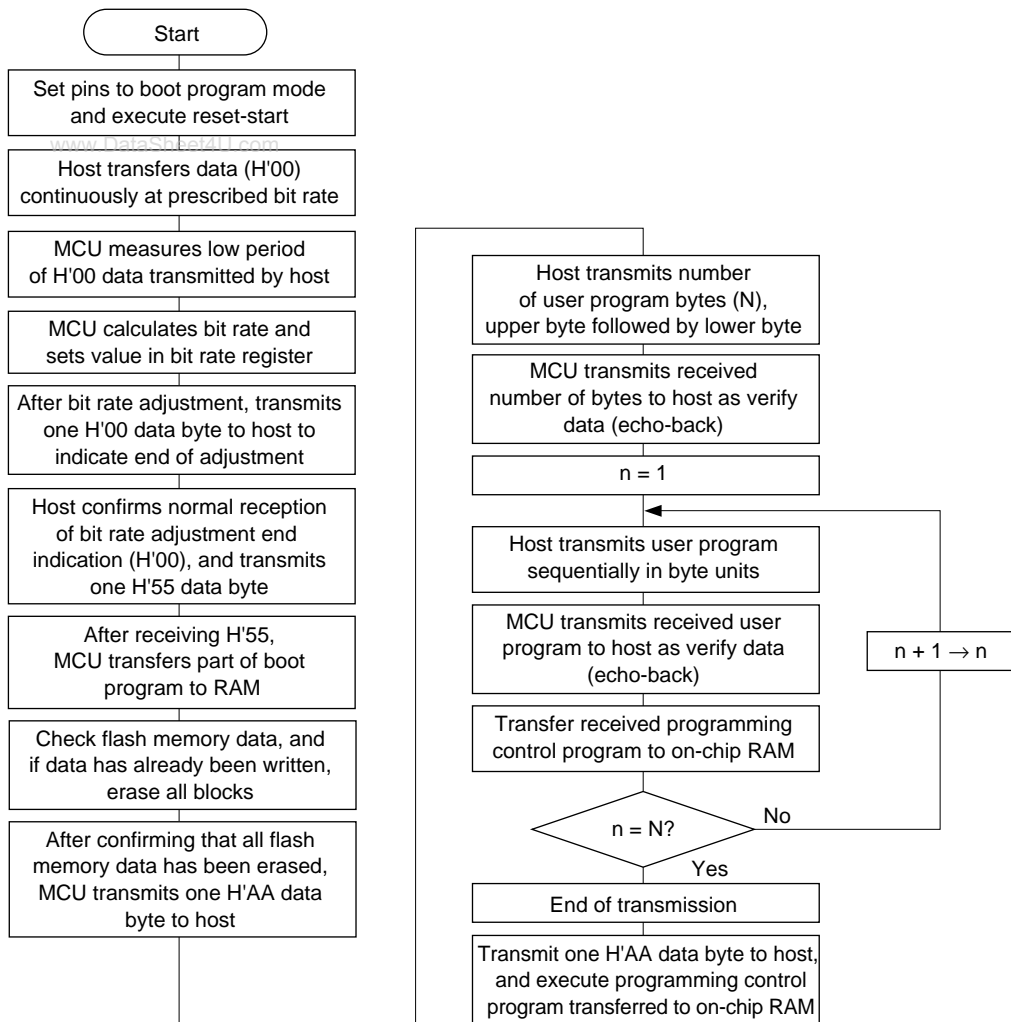 Start
Set pins to boot program mode
and execute reset-start
www.DataSheet4U.com
Host transfers data (H'00)
continuously at prescribed bit rate
MCU measures low period
of H'00 data transmitted by host
MCU calculates bit rate and
sets value in bit rate register
After bit rate adjustment, transmits
one H'00 data byte to host to
indicate end of adjustment
Host confirms normal reception
of bit rate adjustment end
indication (H'00), and transmits
one H'55 data byte
After receiving H'55,
MCU transfers part of boot
program to RAM
Check flash memory data, and
if data has already been written,
erase all blocks
After confirming that all flash
memory data has been erased,
MCU transmits one H'AA data
byte to host
Host transmits number
of user program bytes (N),
upper byte followed by lower byte
MCU transmits received
number of bytes to host as verify
data (echo-back)
n = 1
Host transmits user program
sequentially in byte units
MCU transmits received user
program to host as verify data
(echo-back)
n + 1 → n
Transfer received programming
control program to on-chip RAM
n = N?
No
Yes
End of transmission
Transmit one H'AA data byte to host,
and execute programming control
program transferred to on-chip RAM